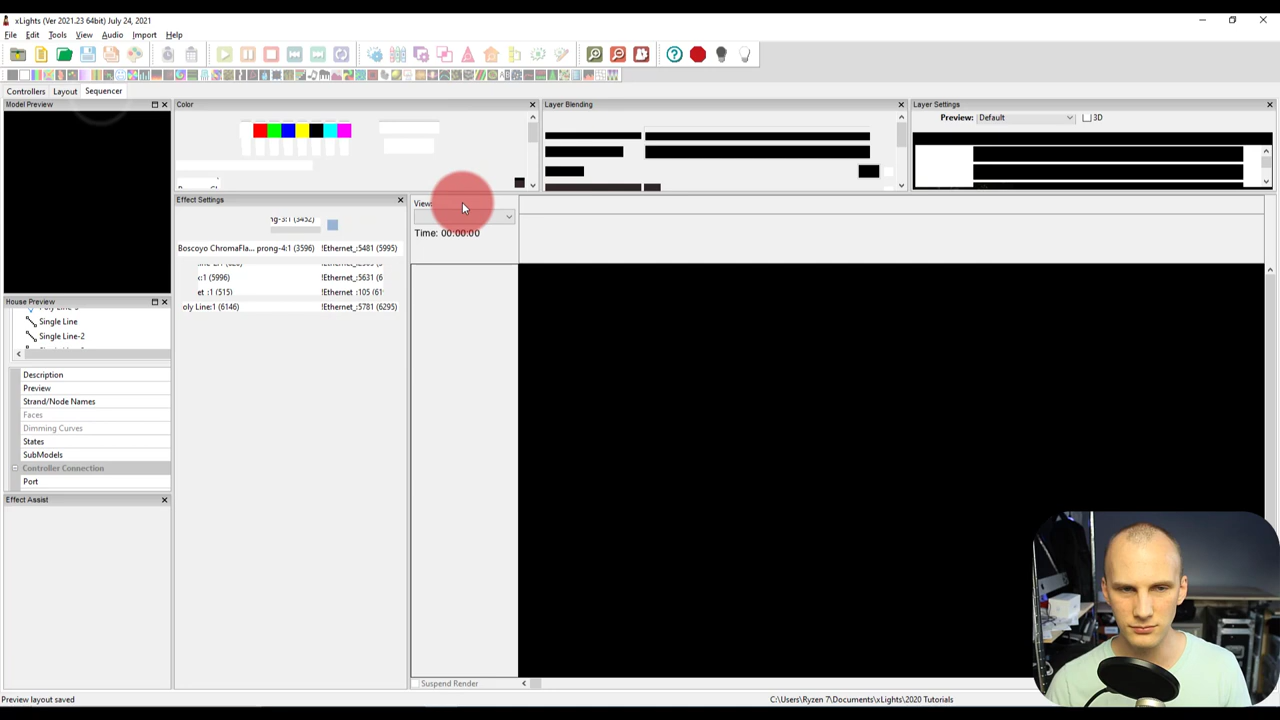 xLights (Ver 2021.23 64bit) July 24, 2021
File Edit Tools View Audio Import Help
Controllers Layout Sequencer
Model Preview
Color
Layer Blending
Layer Settings
Preview: Default 3D
Effect Settings
View:
Time: 00:00:00
ng-3:1 (3452)
Boscoyo ChromaFla... prong-4:1 (3596) !Ethernet_:5481 (5995)
:1 (5996) !Ethernet_:5631 (6
et :1 (515) !Ethernet_:105 (61
oly Line:1 (6146) !Ethernet_:5781 (6295)
House Preview
Single Line
Single Line-2
Description
Preview
Strand/Node Names
Faces
Dimming Curves
States
SubModels
Controller Connection
Port
Effect Assist
Suspend Render
Preview layout saved
C:\Users\Ryzen 7\Documents\xLights\2020 Tutorials